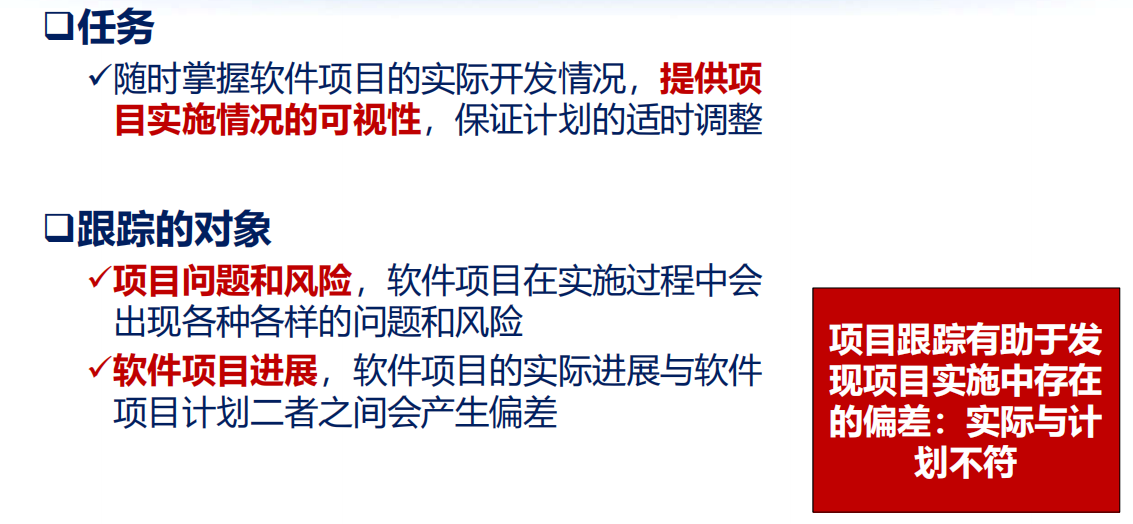 ❑任务
✓随时掌握软件项目的实际开发情况，提供项
目实施情况的可视性，保证计划的适时调整
❑跟踪的对象
✓项目问题和风险，软件项目在实施过程中会
出现各种各样的问题和风险
✓软件项目进展，软件项目的实际进展与软件
项目计划二者之间会产生偏差
项目跟踪有助于发
现项目实施中存在
的偏差：实际与计
划不符